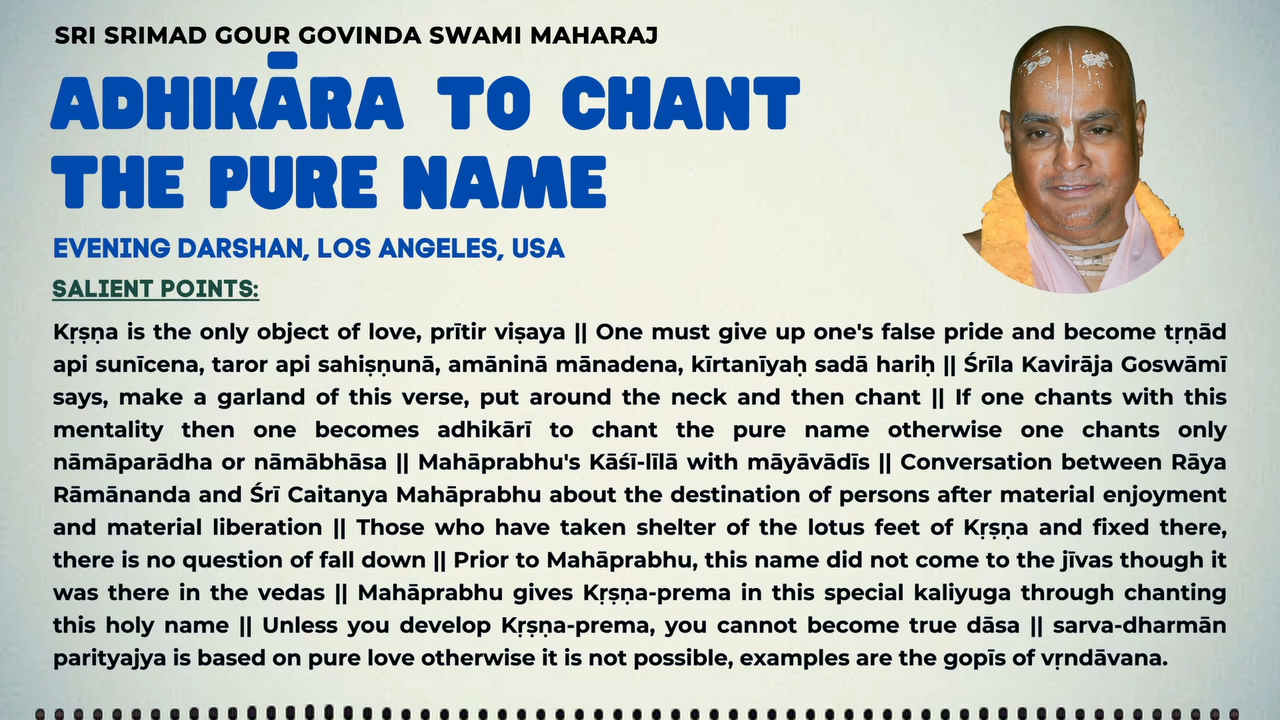 SRI SRIMAD GOUR GOVINDA SWAMI MAHARAJ
ADHIKĀRA TO CHANT
THE PURE NAME
EVENING DARSHAN, LOS ANGELES, USA
SALIENT POINTS:
Kṛṣṇa is the only object of love, prītir viṣaya || One must give up one's false pride and become tṛṇād
api sunīcena, taror api sahiṣṇunā, amāninā mānadena, kīrtanīyaḥ sadā hariḥ || Śrīla Kavirāja Goswāmī
says, make a garland of this verse, put around the neck and then chant || If one chants with this
mentality then one becomes adhikārī to chant the pure name otherwise one chants only
nāmāparādha or nāmābhāsa || Mahāprabhu's Kāśī-līlā with māyāvādīs || Conversation between Rāya
Rāmānanda and Śrī Caitanya Mahāprabhu about the destination of persons after material enjoyment
and material liberation || Those who have taken shelter of the lotus feet of Kṛṣṇa and fixed there,
there is no question of fall down || Prior to Mahāprabhu, this name did not come to the jīvas though it
was there in the vedas || Mahāprabhu gives Kṛṣṇa-prema in this special kaliyuga through chanting
this holy name || Unless you develop Kṛṣṇa-prema, you cannot become true dāsa || sarva-dharmān
parityajya is based on pure love otherwise it is not possible, examples are the gopīs of vṛndāvana.